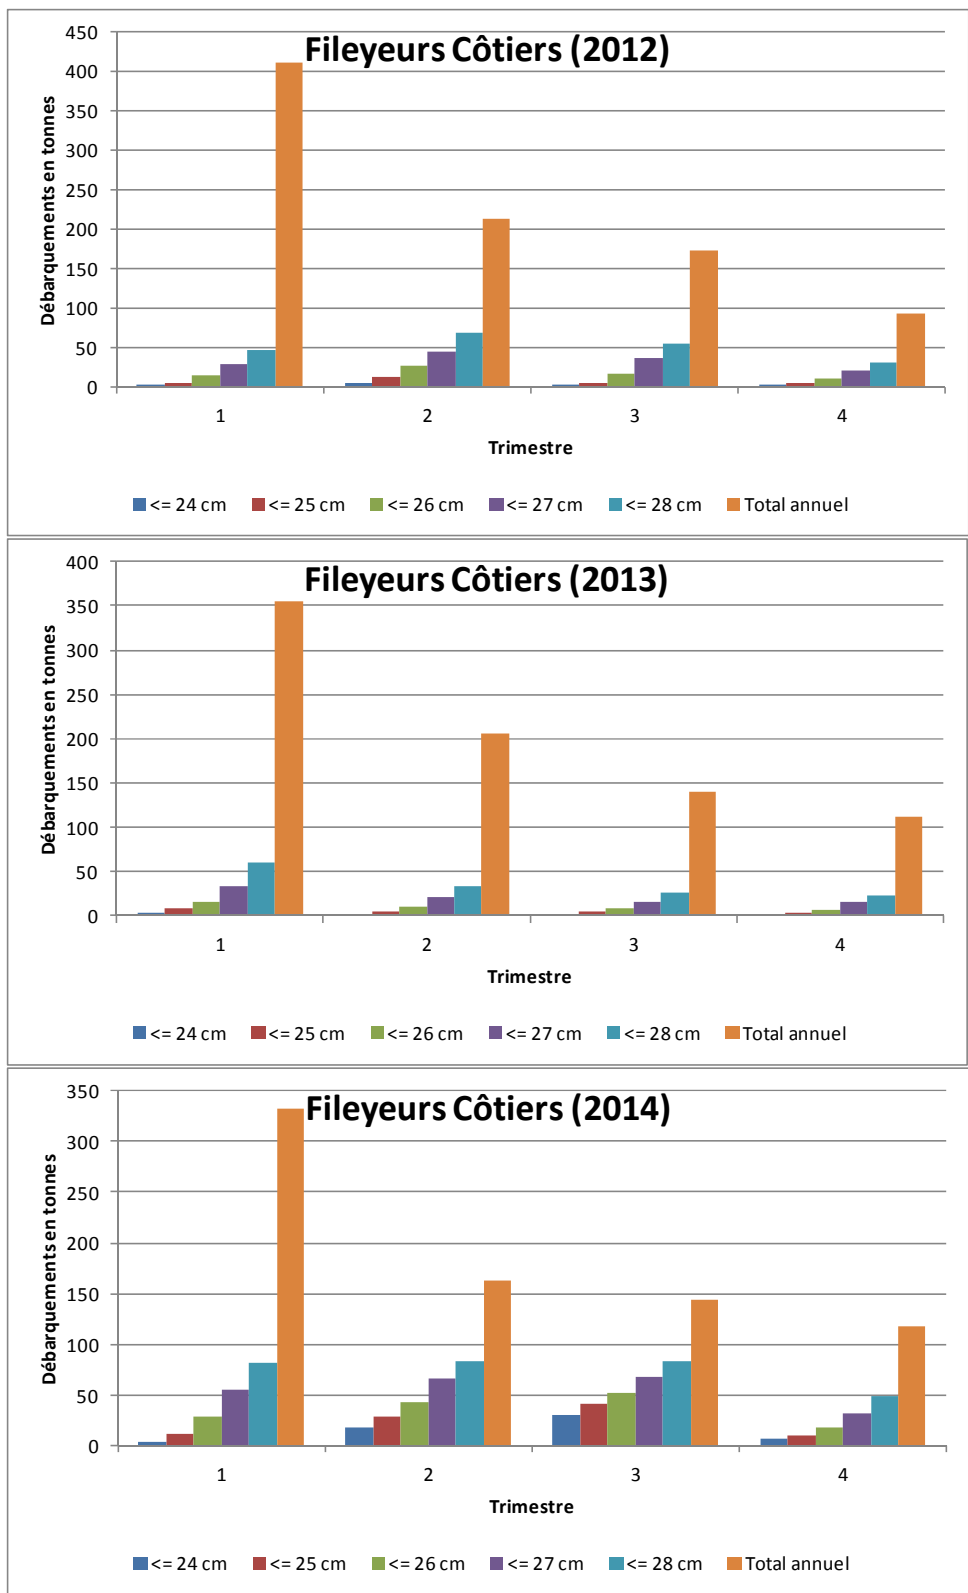 Fileyeurs Côtiers (2012)
Débarquements en tonnes
450
400
350
300
250
200
150
100
50
0
1 2 3 4
Trimestre
<= 24 cm <= 25 cm <= 26 cm <= 27 cm <= 28 cm Total annuel
Fileyeurs Côtiers (2013)
Débarquements en tonnes
400
350
300
250
200
150
100
50
0
1 2 3 4
Trimestre
<= 24 cm <= 25 cm <= 26 cm <= 27 cm <= 28 cm Total annuel
Fileyeurs Côtiers (2014)
Débarquements en tonnes
350
300
250
200
150
100
50
0
1 2 3 4
Trimestre
<= 24 cm <= 25 cm <= 26 cm <= 27 cm <= 28 cm Total annuel